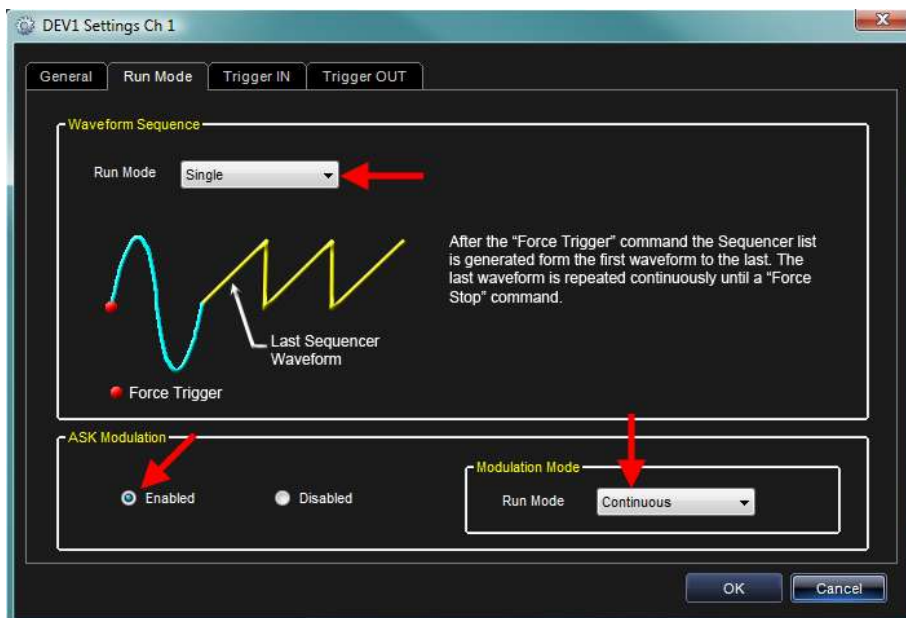 DEV1 Settings Ch 1
General
Run Mode
Trigger IN
Trigger OUT
Waveform Sequence
Run Mode
Single
After the “Force Trigger” command the Sequencer list
is generated form the first waveform to the last. The
last waveform is repeated continuously until a “Force
Stop” command.
Last Sequencer
Waveform
Force Trigger
ASK Modulation
Enabled
Disabled
Modulation Mode
Run Mode
Continuous
OK
Cancel